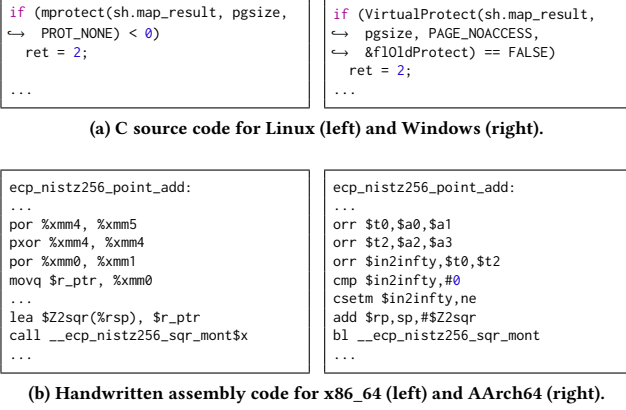 if (mprotect(sh.map_result, pgsize,
↪ PROT_NONE) < 0)
ret = 2;
...
if (VirtualProtect(sh.map_result,
↪ pgsize, PAGE_NOACCESS,
↪ &flOldProtect) == FALSE)
ret = 2;
...
(a) C source code for Linux (left) and Windows (right).
ecp_nistz256_point_add:
...
por %xmm4, %xmm5
pxor %xmm4, %xmm4
por %xmm0, %xmm1
movq $r_ptr, %xmm0
...
lea $Z2sqr(%rsp), $r_ptr
call __ecp_nistz256_sqr_mont$x
...
ecp_nistz256_point_add:
...
orr $t0,$a0,$a1
orr $t2,$a2,$a3
orr $in2infty,$t0,$t2
cmp $in2infty,#0
csetm $in2infty,ne
add $rp,sp,#$Z2sqr
bl __ecp_nistz256_sqr_mont
...
(b) Handwritten assembly code for x86_64 (left) and AArch64 (right).